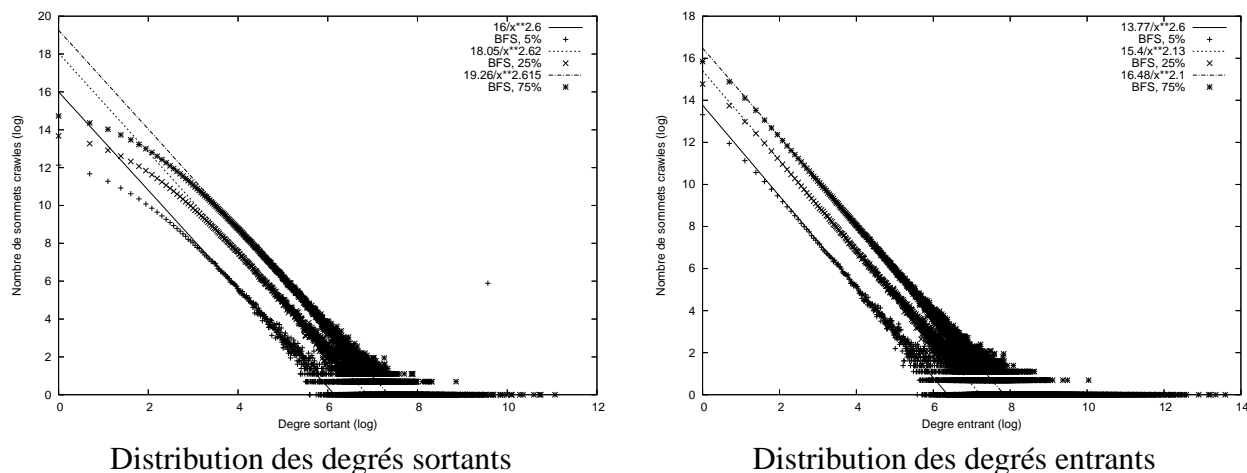 20
18
16
14
12
10
8
6
4
2
0
0 2 4 6 8 10 12
Nombre de sommets crawles (log)
Degre sortant (log)
16/x**2.6
BFS, 5%
18.05/x**2.62
BFS, 25%
19.26/x**2.615
BFS, 75%
Distribution des degrés sortants
18
16
14
12
10
8
6
4
2
0
0 2 4 6 8 10 12 14
Nombre de sommets crawles (log)
Degre entrant (log)
13.77/x**2.6
BFS, 5%
15.4/x**2.13
BFS, 25%
16.48/x**2.1
BFS, 75%
Distribution des degrés entrants